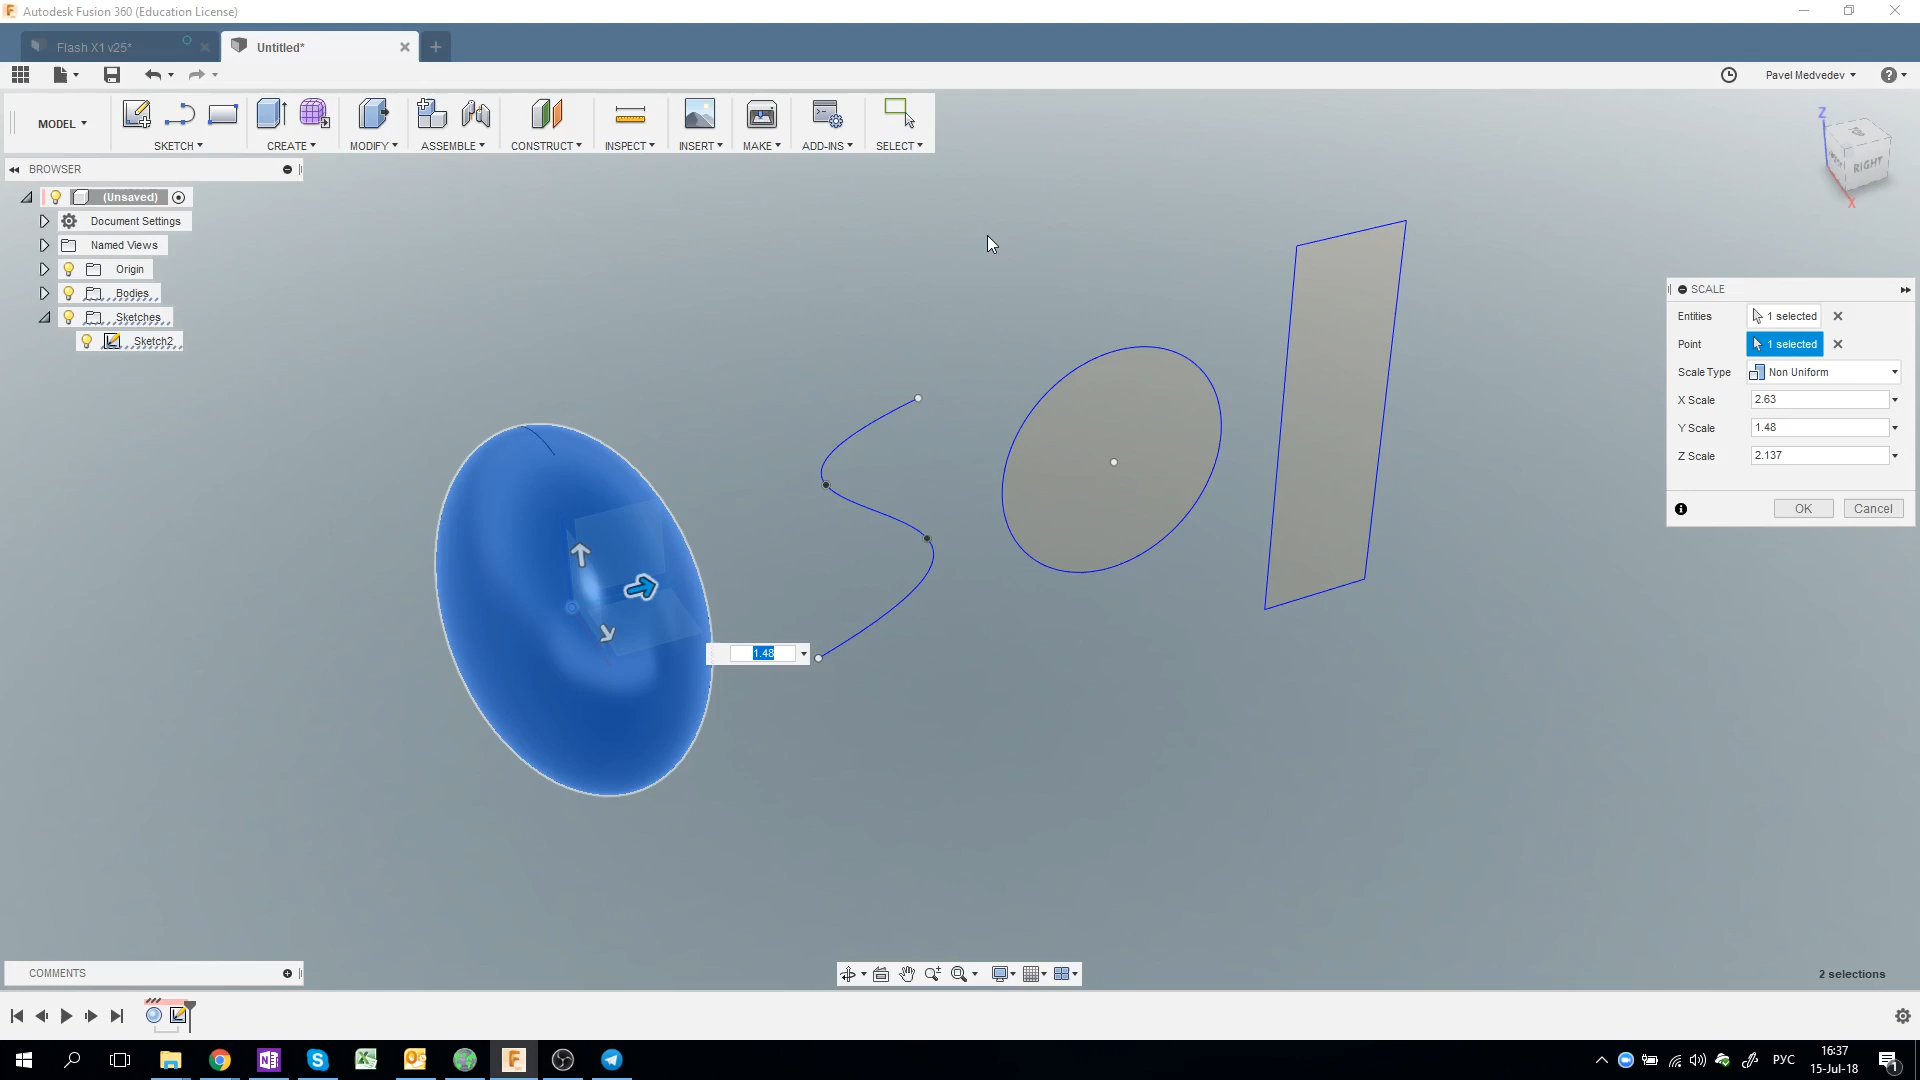 Autodesk Fusion 360 (Education License)
Flash X1 v25*
Untitled*
Pavel Medvedev
MODEL
SKETCH
CREATE
MODIFY
ASSEMBLE
CONSTRUCT
INSPECT
INSERT
MAKE
ADD-INS
SELECT
BROWSER
(Unsaved)
Document Settings
Named Views
Origin
Bodies
Sketches
Sketch2
Z
RIGHT
X
SCALE
Entities 1 selected
Point 1 selected
Scale Type Non Uniform
X Scale 2.63
Y Scale 1.48
Z Scale 2.137
OK Cancel
1.48
COMMENTS
2 selections
РУС
16:37
15-Jul-18
1